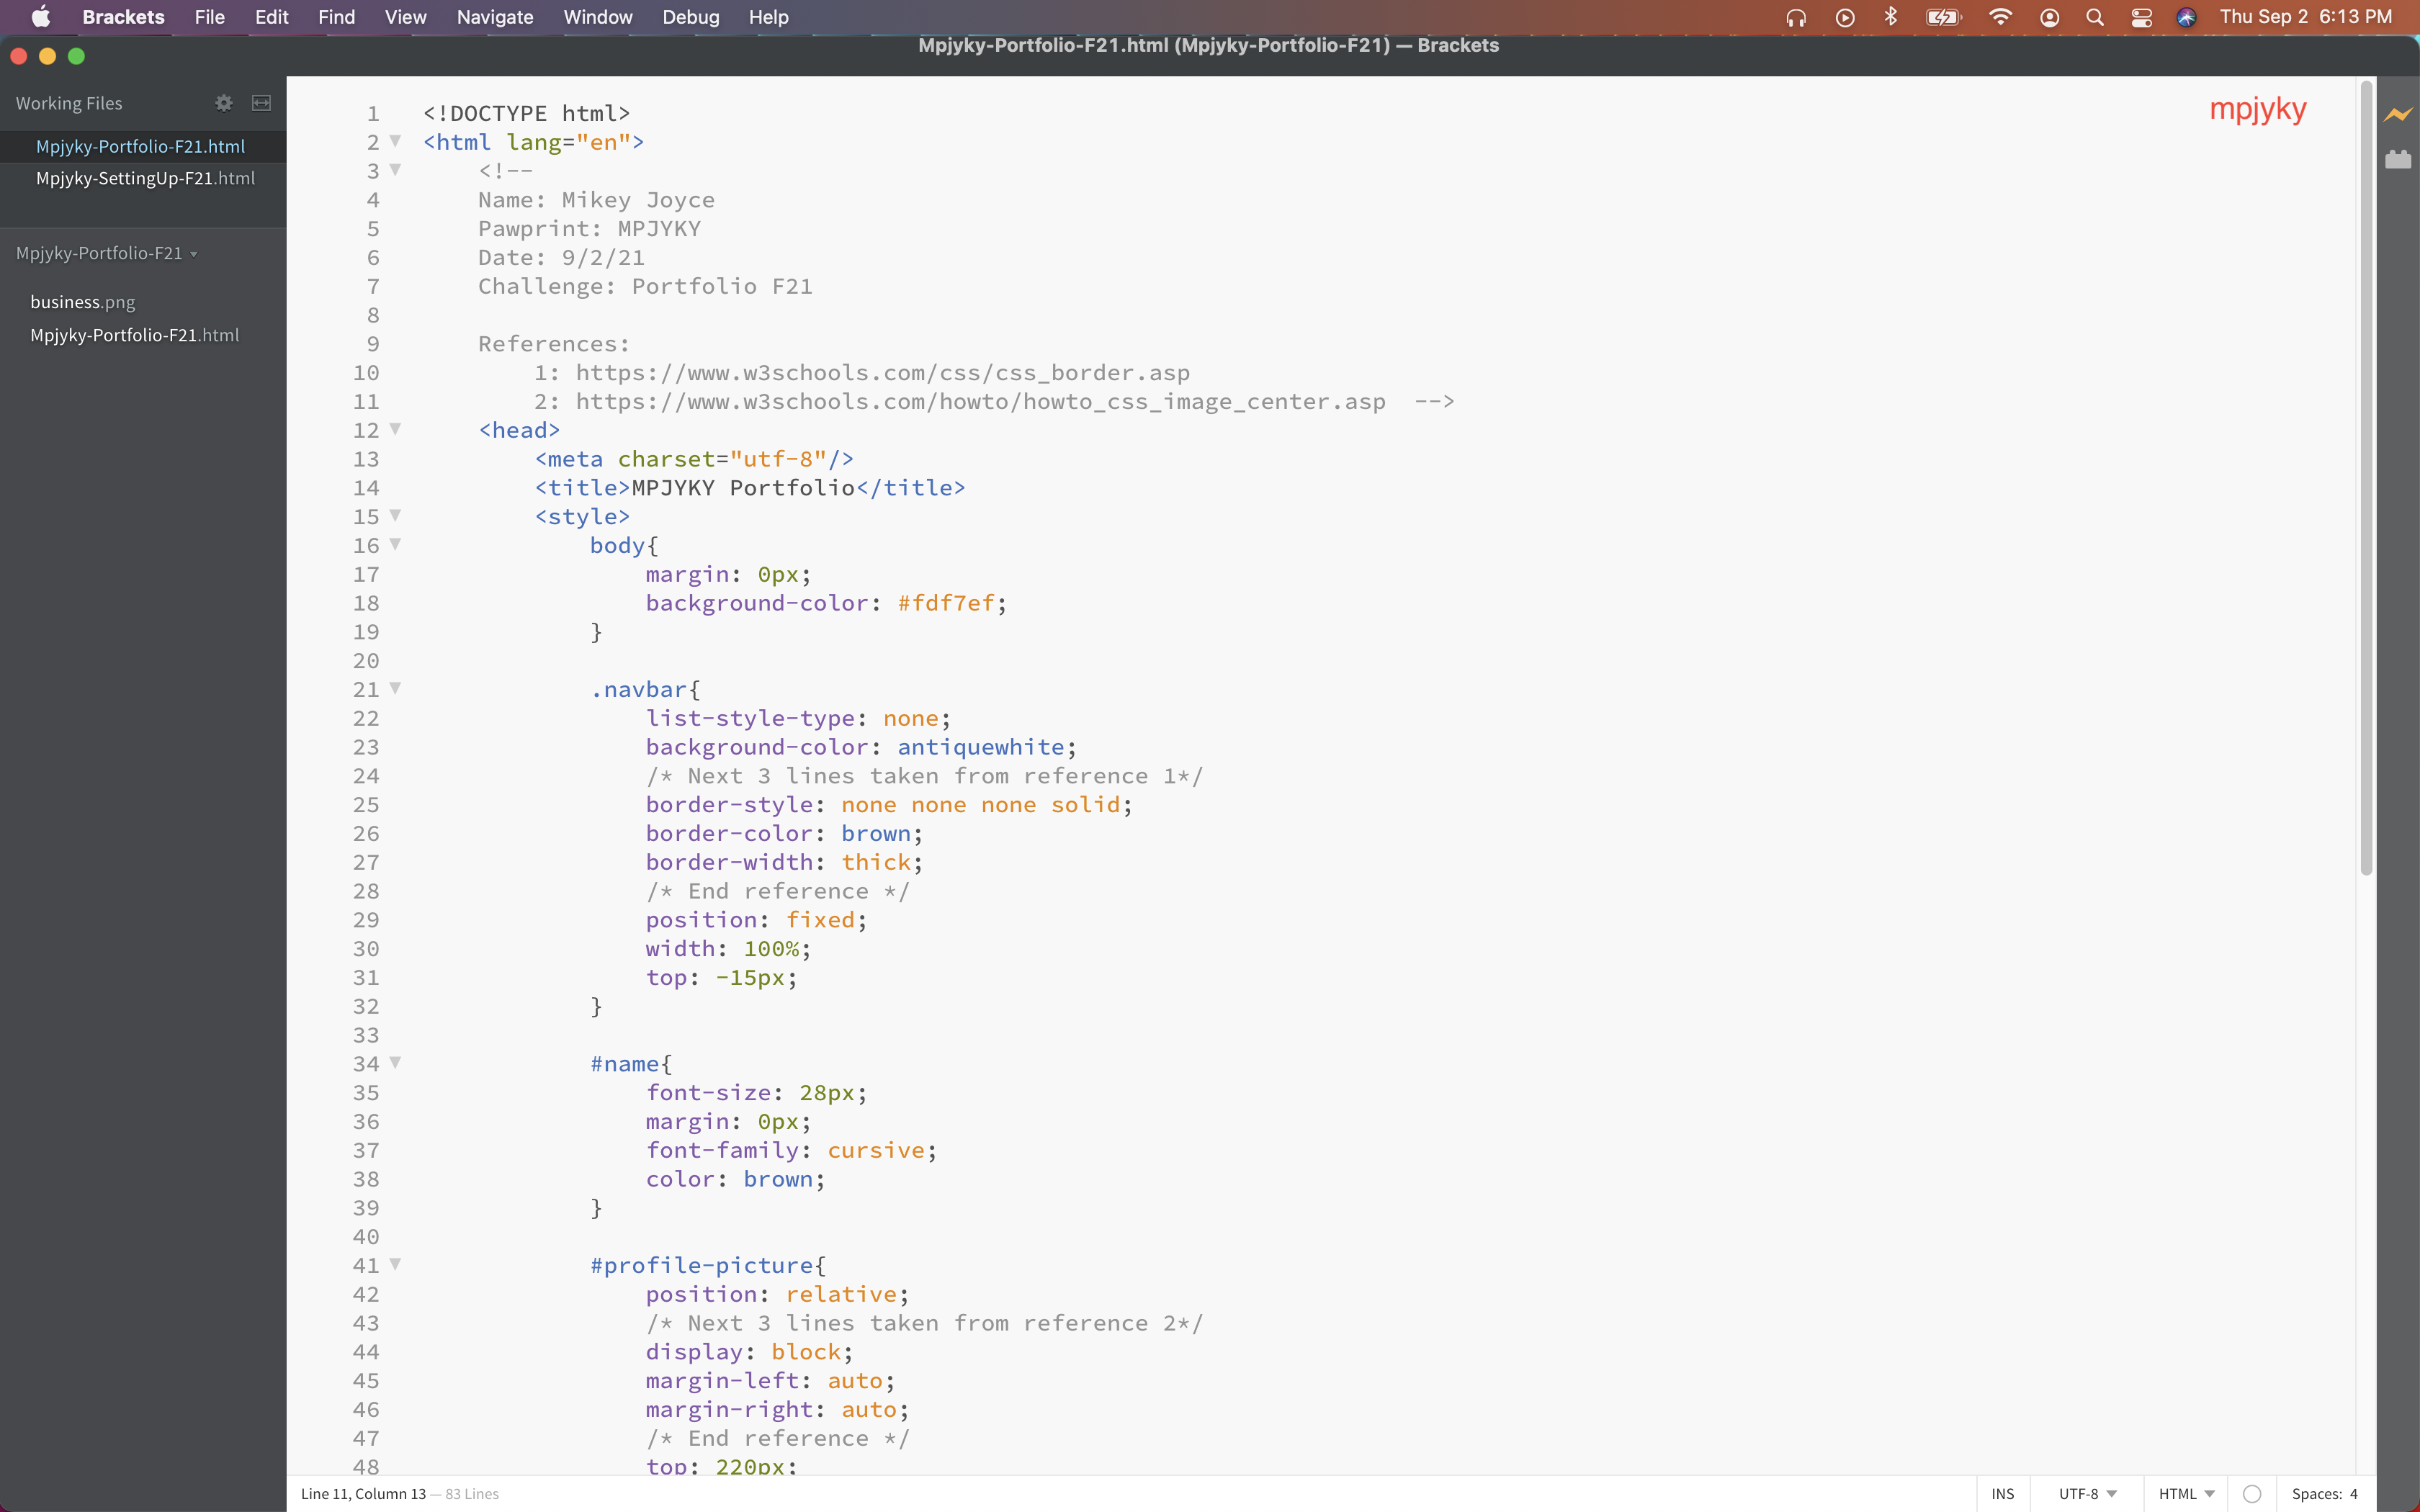 Brackets File Edit Find View Navigate Window Debug Help Thu Sep 2 6:13 PM
Mpjyky-Portfolio-F21.html (Mpjyky-Portfolio-F21) — Brackets
Working Files
Mpjyky-Portfolio-F21.html
Mpjyky-SettingUp-F21.html
Mpjyky-Portfolio-F21
business.png
Mpjyky-Portfolio-F21.html
mpjyky
1 <!DOCTYPE html>
2 <html lang="en">
3 <!--
4 Name: Mikey Joyce
5 Pawprint: MPJYKY
6 Date: 9/2/21
7 Challenge: Portfolio F21
8
9 References:
10 1: https://www.w3schools.com/css/css_border.asp
11 2: https://www.w3schools.com/howto/howto_css_image_center.asp -->
12 <head>
13 <meta charset="utf-8"/>
14 <title>MPJYKY Portfolio</title>
15 <style>
16 body{
17 margin: 0px;
18 background-color: #fdf7ef;
19 }
20
21 .navbar{
22 list-style-type: none;
23 background-color: antiquewhite;
24 /* Next 3 lines taken from reference 1*/
25 border-style: none none none solid;
26 border-color: brown;
27 border-width: thick;
28 /* End reference */
29 position: fixed;
30 width: 100%;
31 top: -15px;
32 }
33
34 #name{
35 font-size: 28px;
36 margin: 0px;
37 font-family: cursive;
38 color: brown;
39 }
40
41 #profile-picture{
42 position: relative;
43 /* Next 3 lines taken from reference 2*/
44 display: block;
45 margin-left: auto;
46 margin-right: auto;
47 /* End reference */
48 top: 220px;
Line 11, Column 13 — 83 Lines INS UTF-8 HTML Spaces: 4